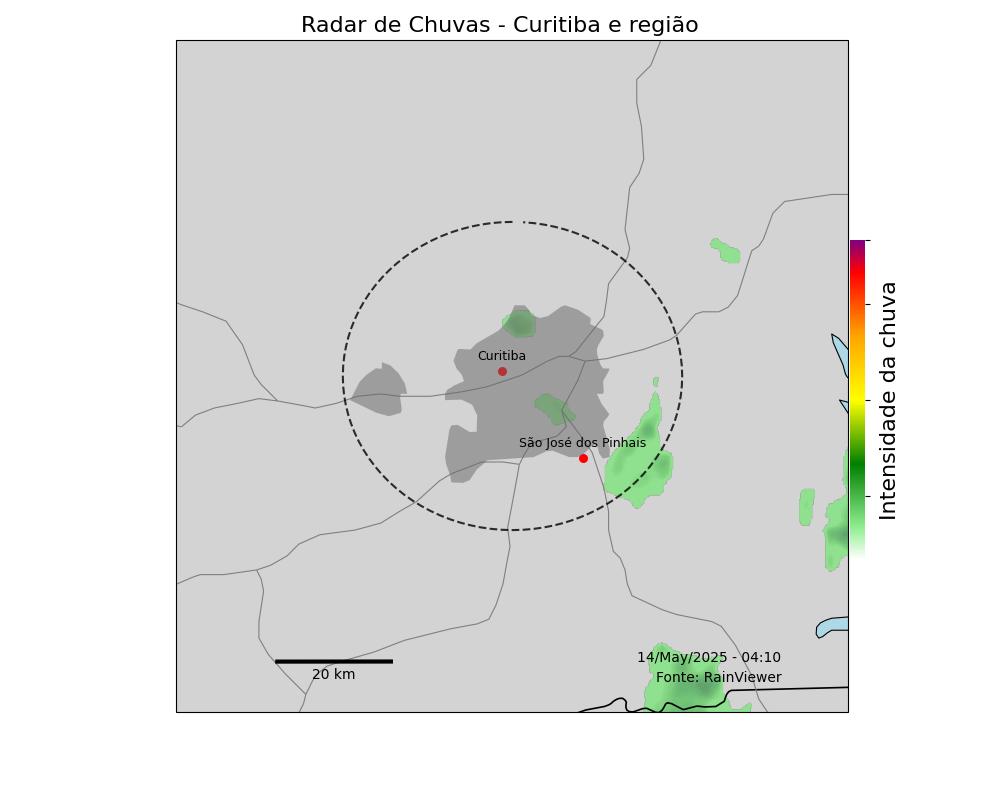 Radar de Chuvas - Curitiba e região
Curitiba
São José dos Pinhais
Intensidade da chuva
14/May/2025 - 04:10
20 km
Fonte: RainViewer